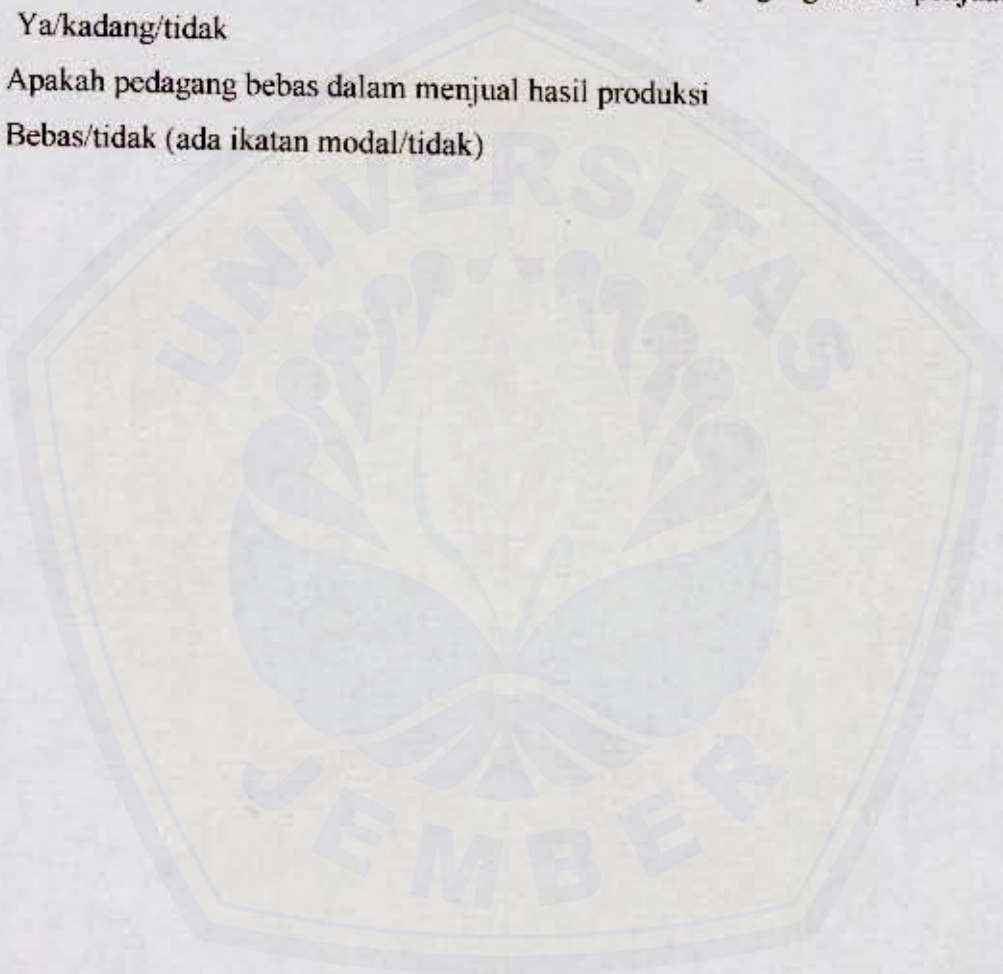 Ya/kadang/tidak
Apakah pedagang bebas dalam menjual hasil produksi
Bebas/tidak (ada ikatan modal/tidak)
UNIVERSITAS
JEMBER